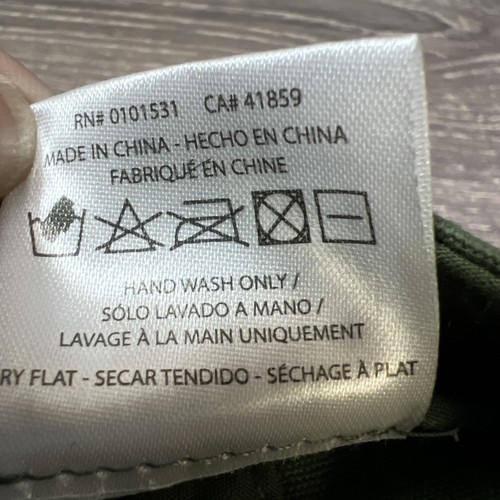 RN# 0101531 CA# 41859
MADE IN CHINA - HECHO EN CHINA
FABRIQUÉ EN CHINE
HAND WASH ONLY /
SÓLO LAVADO A MANO /
LAVAGE À LA MAIN UNIQUEMENT
RY FLAT - SECAR TENDIDO - SÉCHAGE À PLAT